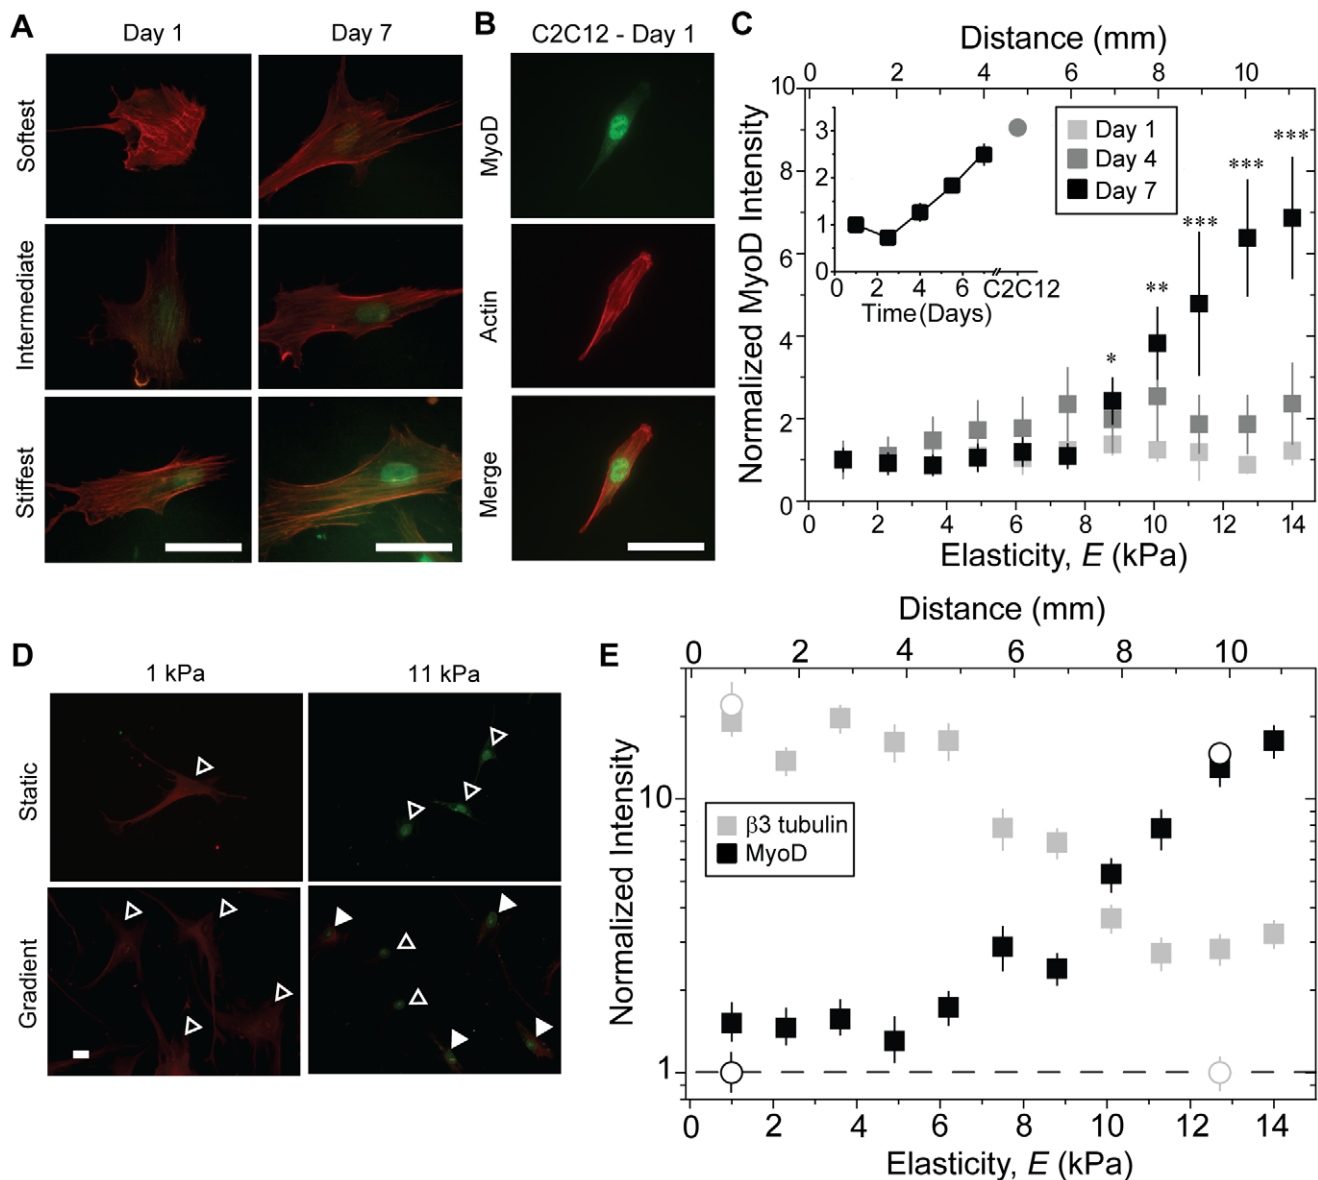 A
Day 1
Day 7
Softest
Intermediate
Stiffest
B
C2C12 - Day 1
MyoD
Actin
Merge
C
Distance (mm)
0 2 4 6 8 10
Normalized MyoD Intensity
10
8
6
4
2
0
3
2
1
0
0 2 4 6 C2C12
Time (Days)
Day 1
Day 4
Day 7
*
**
***
***
***
0 2 4 6 8 10 12 14
Elasticity, E (kPa)
D
1 kPa
11 kPa
Static
Gradient
E
Distance (mm)
0 2 4 6 8 10
Normalized Intensity
10
1
β3 tubulin
MyoD
0 2 4 6 8 10 12 14
Elasticity, E (kPa)